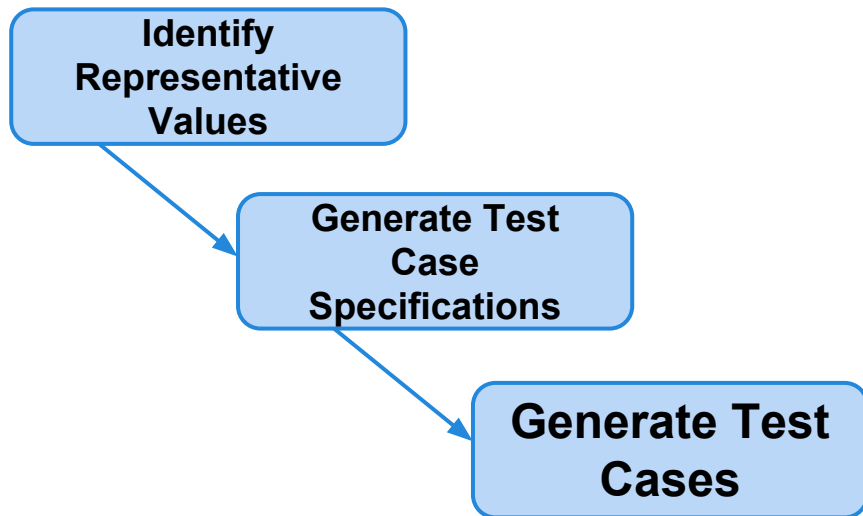 Identify
Representative
Values
Generate Test
Case
Specifications
Generate Test
Cases